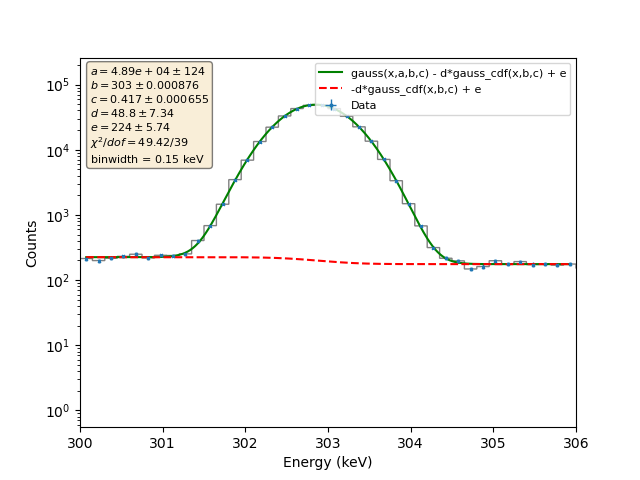 a = 4.89e + 04 ± 124
b = 303 ± 0.000876
c = 0.417 ± 0.000655
d = 48.8 ± 7.34
e = 224 ± 5.74
χ²/dof = 49.42/39
binwidth = 0.15 keV
gauss(x,a,b,c) - d*gauss_cdf(x,b,c) + e
-d*gauss_cdf(x,b,c) + e
Data
10⁵
10⁴
10³
10²
10¹
10⁰
Counts
300 301 302 303 304 305 306
Energy (keV)